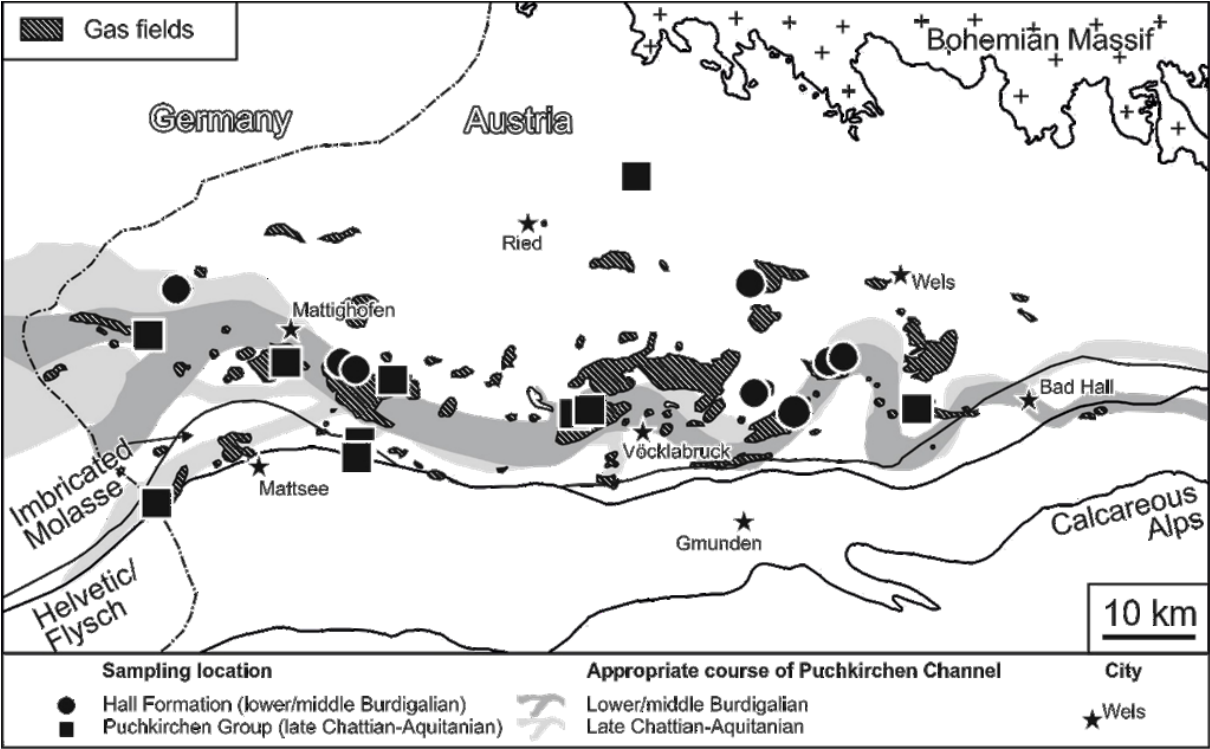 Gas fields
Bohemian Massif
Germany
Austria
Ried
Wels
Mattighofen
Bad Hall
Vöcklabruck
Imbricated
Molasse
Mattsee
Gmunden
Calcareous
Alps
Helvetic/
Flysch
10 km
Sampling location
Hall Formation (lower/middle Burdigalian)
Puchkirchen Group (late Chattian-Aquitanian)
Appropriate course of Puchkirchen Channel
Lower/middle Burdigalian
Late Chattian-Aquitanian
City
Wels